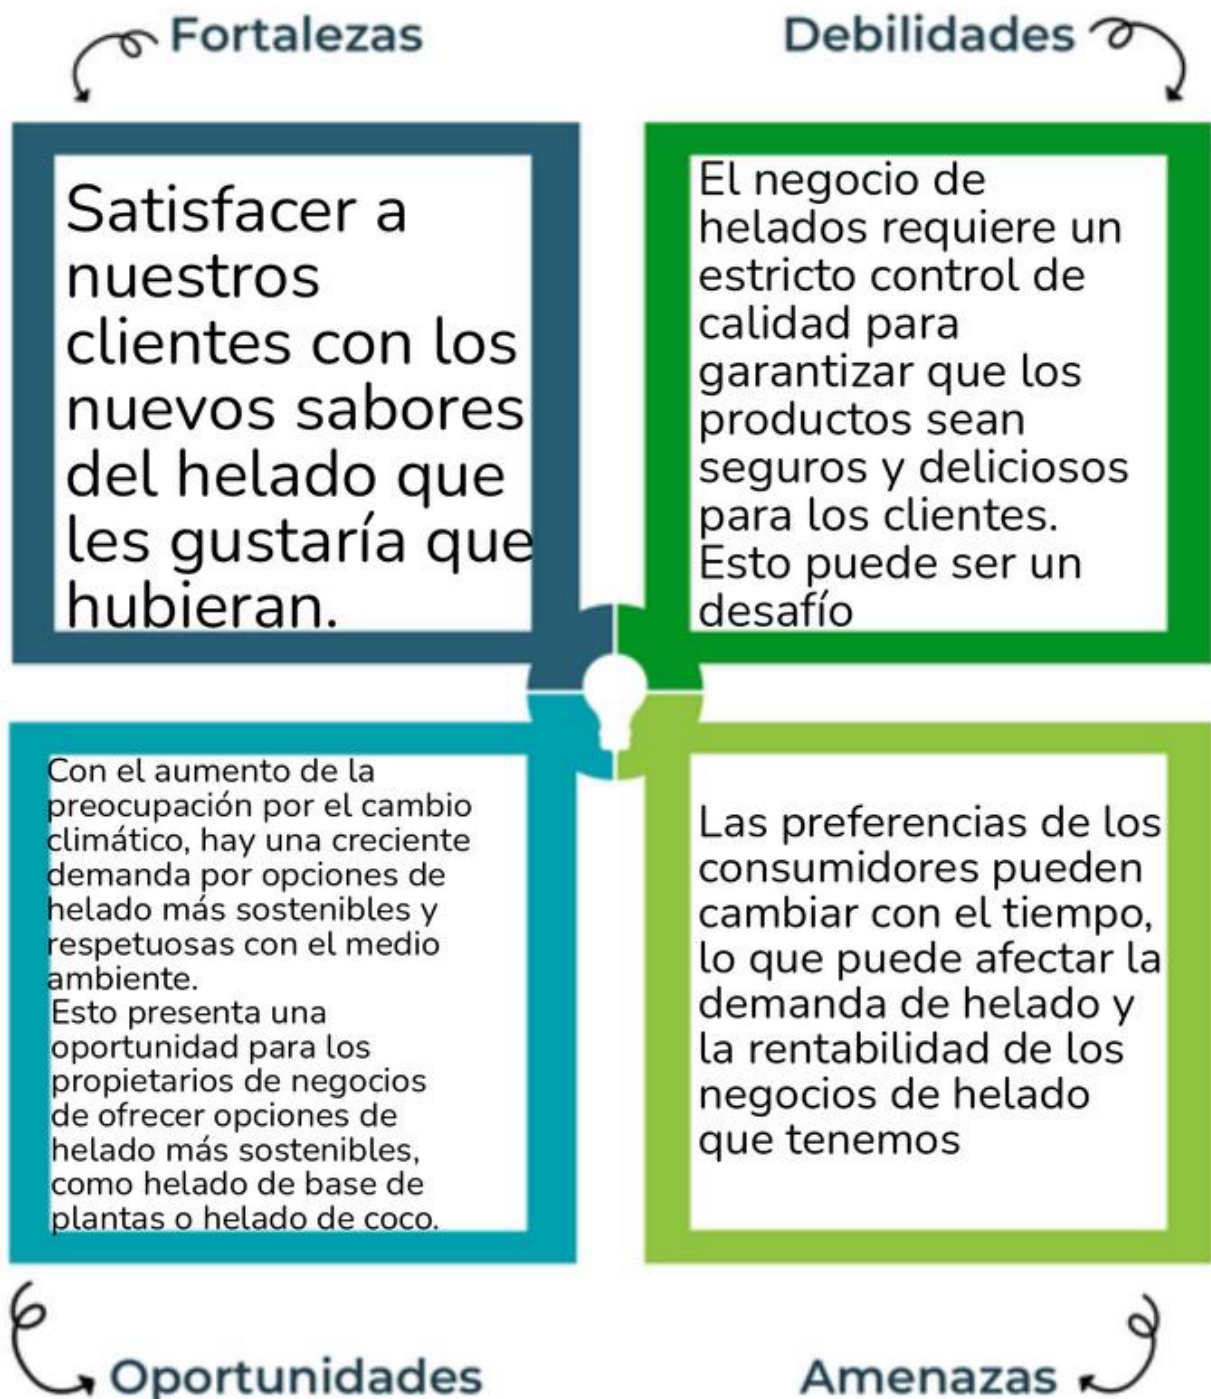 Fortalezas
Satisfacer a
nuestros
clientes con los
nuevos sabores
del helado que
les gustaría que
hubieran.
Debilidades
El negocio de
helados requiere un
estricto control de
calidad para
garantizar que los
productos sean
seguros y deliciosos
para los clientes.
Esto puede ser un
desafío
Con el aumento de la
preocupación por el cambio
climático, hay una creciente
demanda por opciones de
helado más sostenibles y
respetuosas con el medio
ambiente.
Esto presenta una
oportunidad para los
propietarios de negocios
de ofrecer opciones de
helado más sostenibles,
como helado de base de
plantas o helado de coco.
Oportunidades
Las preferencias de los
consumidores pueden
cambiar con el tiempo,
lo que puede afectar la
demanda de helado y
la rentabilidad de los
negocios de helado
que tenemos
Amenazas